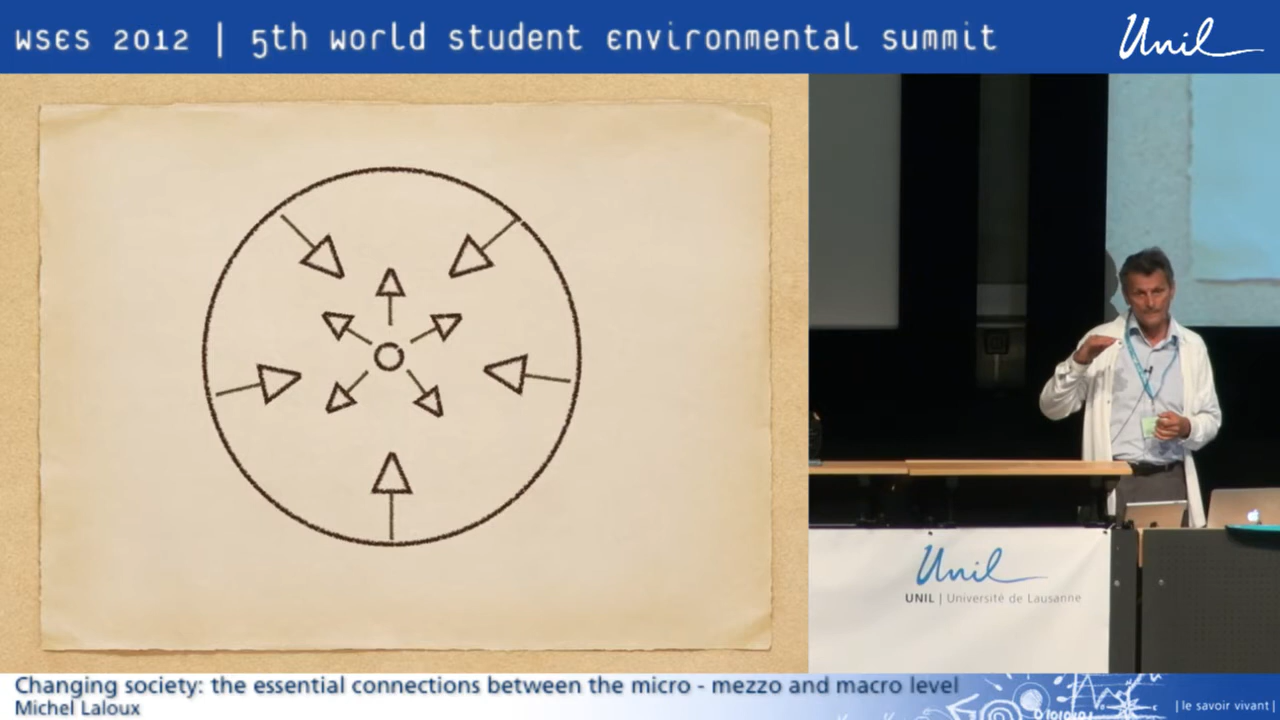 WSES 2012 | 5th world student environmental summit
Unil
Unil
UNIL | Université de Lausanne
Changing society: the essential connections between the micro - mezzo and macro level
Michel Laloux
| le savoir vivant |